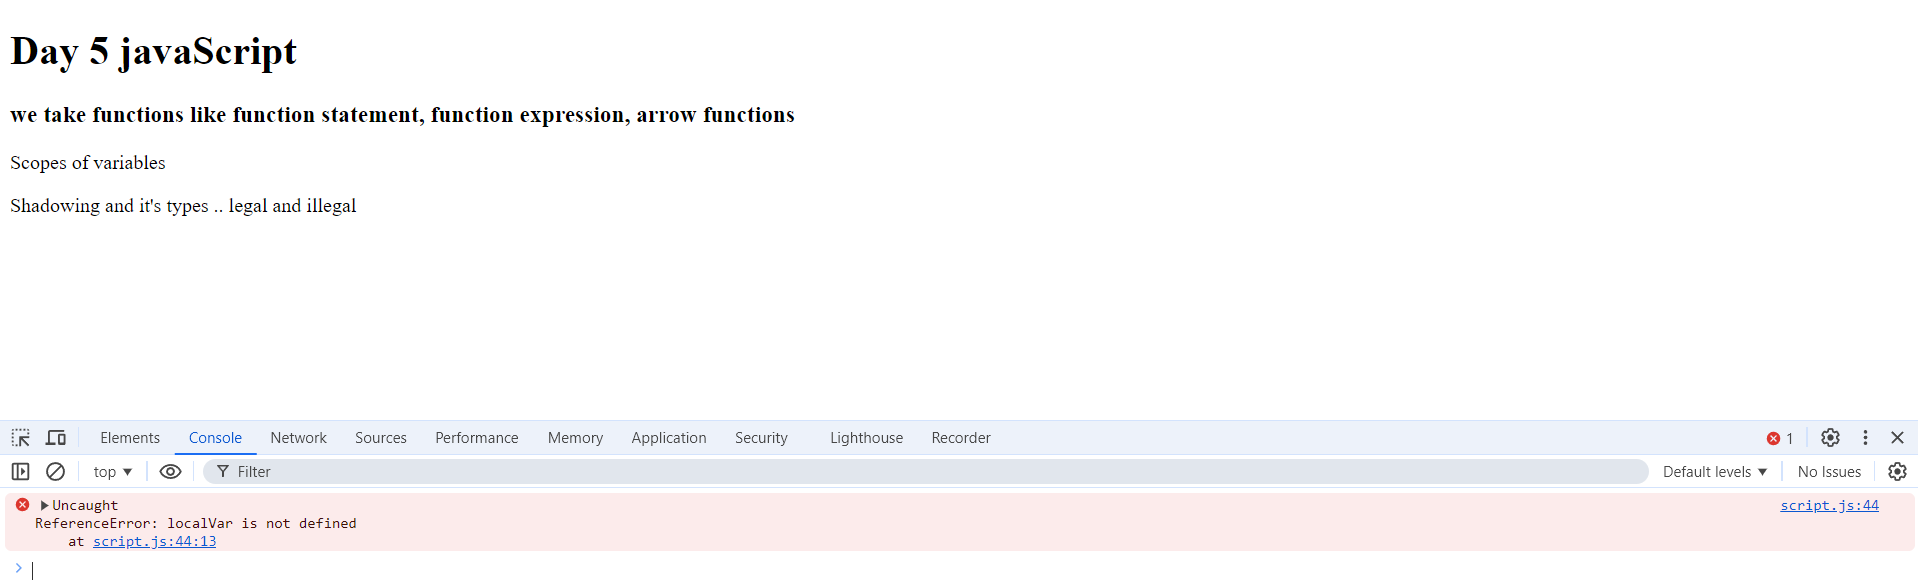 Day 5 javaScript
we take functions like function statement, function expression, arrow functions
Scopes of variables
Shadowing and it's types .. legal and illegal
Elements Console Network Sources Performance Memory Application Security Lighthouse Recorder 1
top Filter Default levels No Issues
Uncaught script.js:44
ReferenceError: localVar is not defined
at script.js:44:13